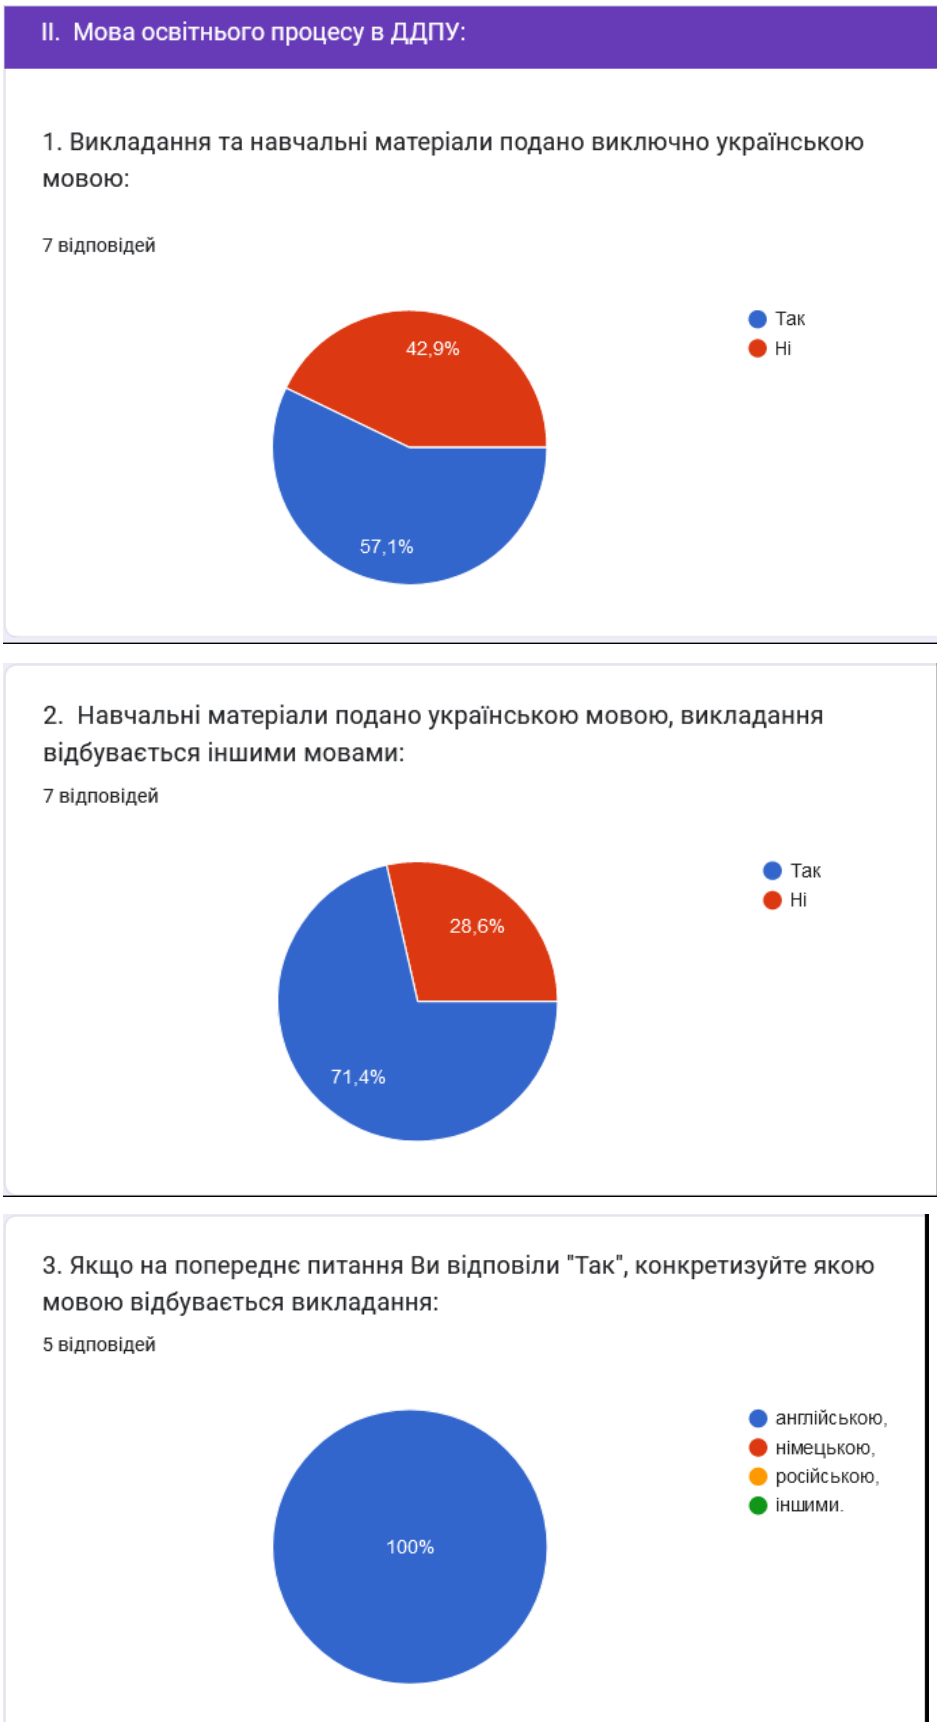 II.  Мова освітнього процесу в ДДПУ:
1. Викладання та навчальні матеріали подано виключно українською
мовою:
7 відповідей
Так
Ні
42,9%
57,1%
2.  Навчальні матеріали подано українською мовою, викладання
відбувається іншими мовами:
7 відповідей
Так
Ні
28,6%
71,4%
3. Якщо на попереднє питання Ви відповіли "Так", конкретизуйте якою
мовою відбувається викладання:
5 відповідей
англійською,
німецькою,
російською,
іншими.
100%